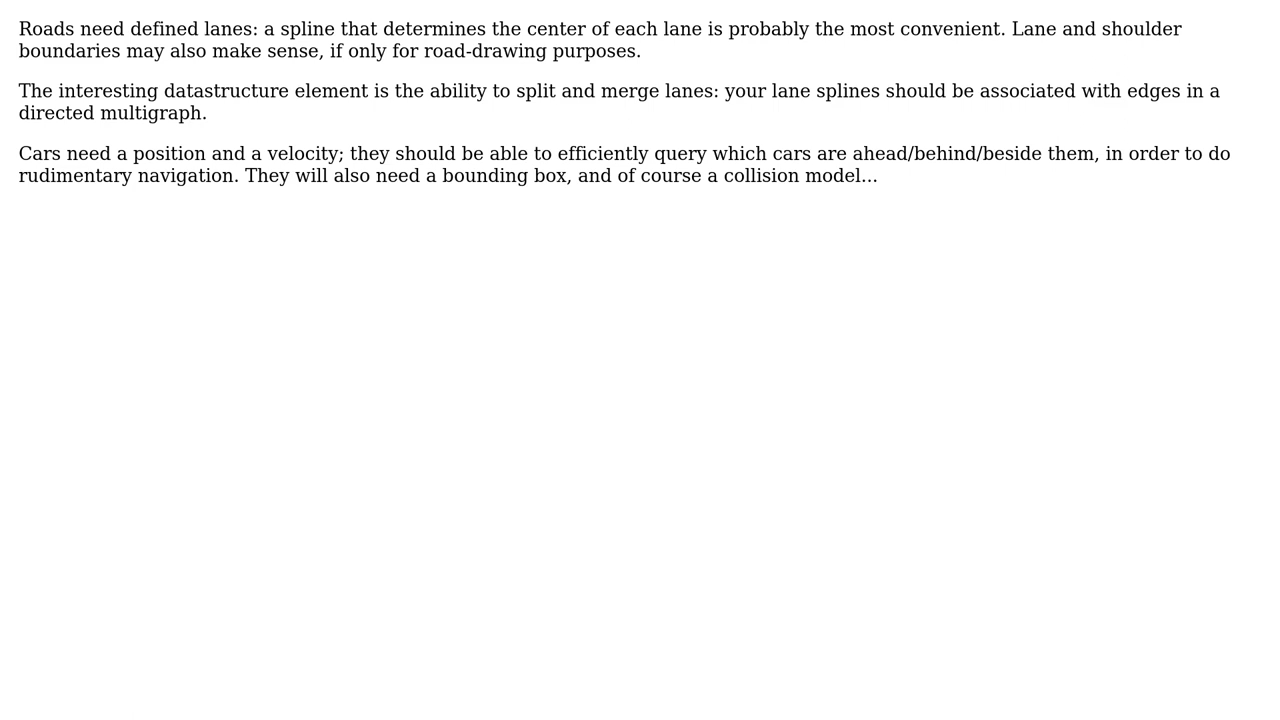 Roads need defined lanes: a spline that determines the center of each lane is probably the most convenient. Lane and shoulder
boundaries may also make sense, if only for road-drawing purposes.
The interesting datastructure element is the ability to split and merge lanes: your lane splines should be associated with edges in a
directed multigraph.
Cars need a position and a velocity; they should be able to efficiently query which cars are ahead/behind/beside them, in order to do
rudimentary navigation. They will also need a bounding box, and of course a collision model...